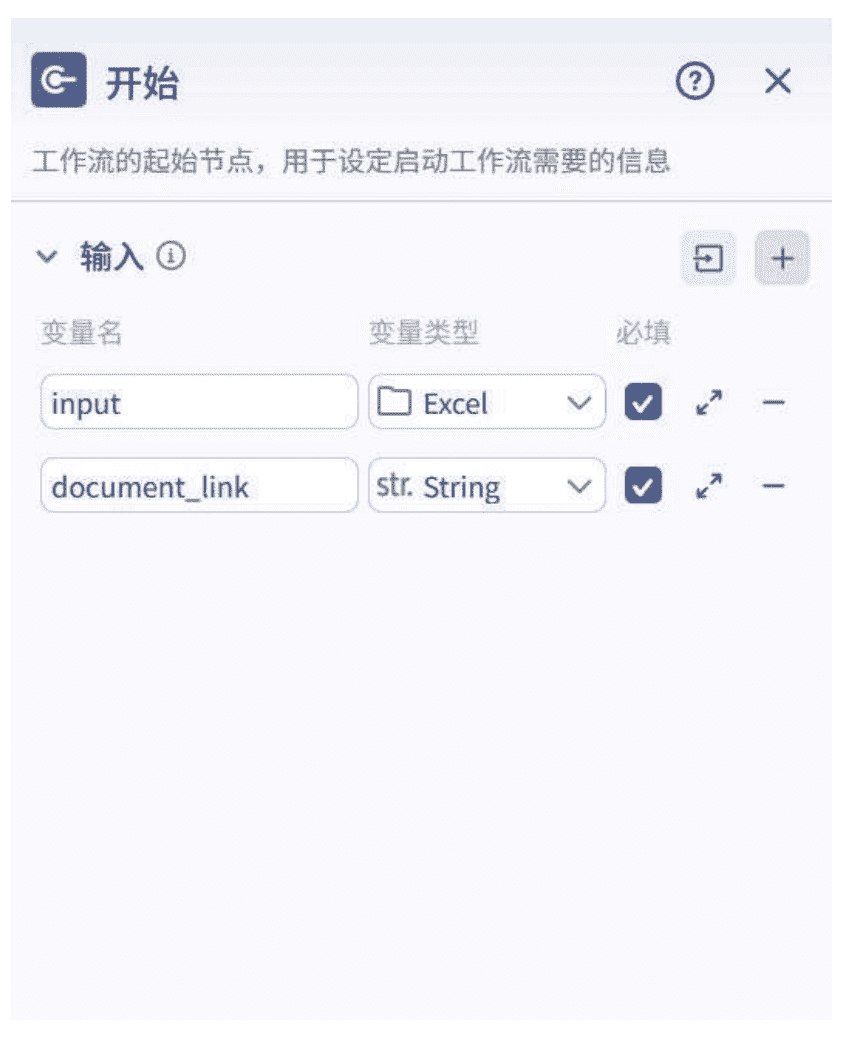 开始
工作流的起始节点，用于设定启动工作流需要的信息
输入
变量名 变量类型 必填
input Excel
document_link str. String